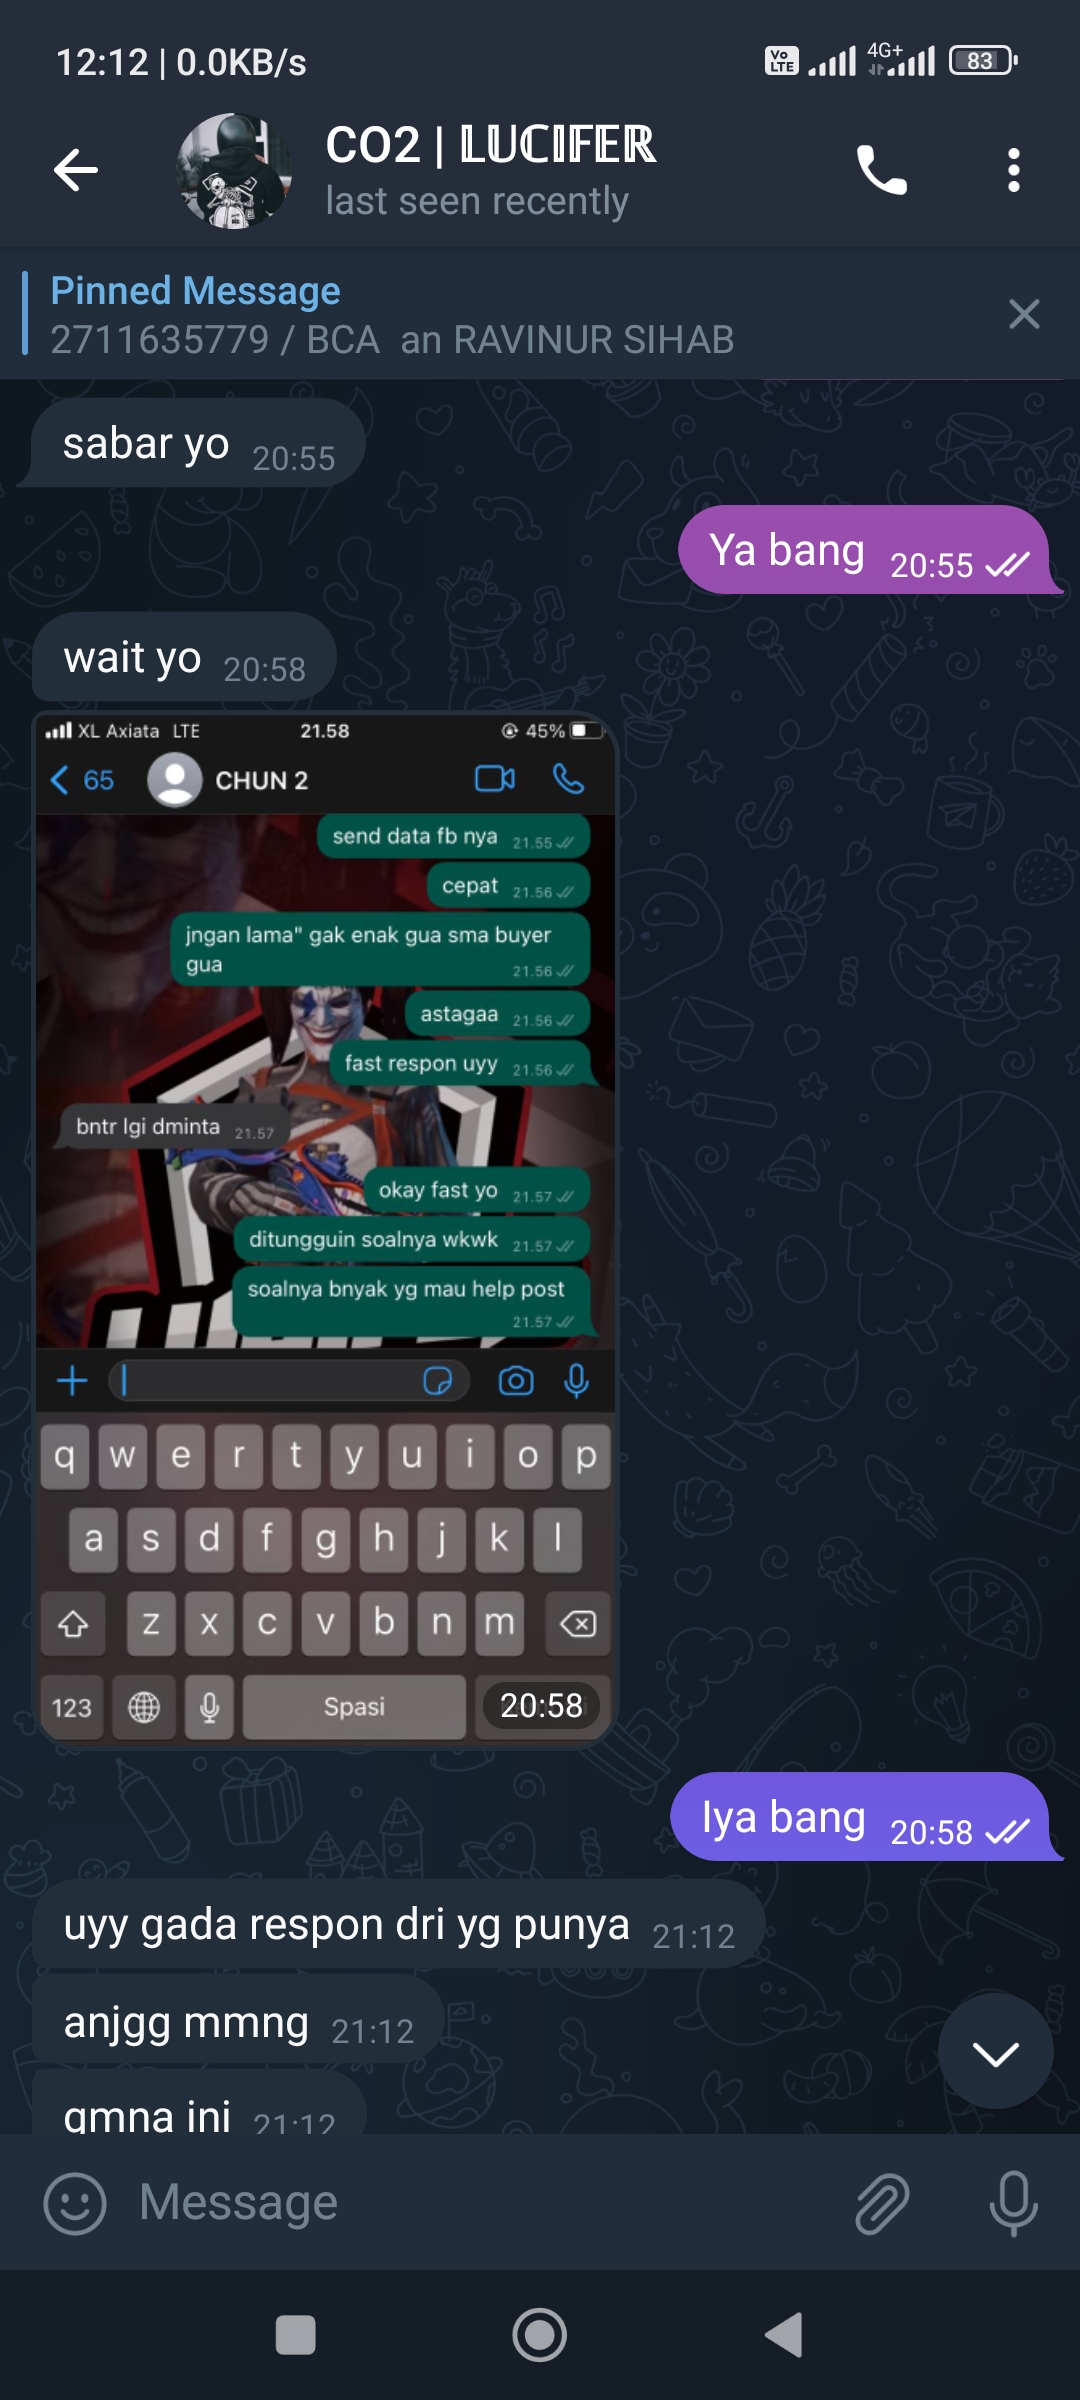 12:12 | 0.0KB/s
Vo LTE 4G+ 83
CO2 | 𝕃𝕌ℂ𝕀𝔽𝔼ℝ
last seen recently
Pinned Message
2711635779 / BCA  an RAVINUR SIHAB
sabar yo 20:55
Ya bang 20:55
wait yo 20:58
XL Axiata LTE 21.58 45%
65 CHUN 2
send data fb nya 21.55
cepat 21.56
jngan lama" gak enak gua sma buyer
gua 21.56
astagaa 21.56
fast respon uyy 21.56
bntr lgi dminta 21.57
okay fast yo 21.57
ditungguin soalnya wkwk 21.57
soalnya bnyak yg mau help post
21.57
q w e r t y u i o p
a s d f g h j k l
z x c v b n m
123 Spasi 20:58
Iya bang 20:58
uyy gada respon dri yg punya 21:12
anjgg mmng 21:12
gmna ini 21:12
Message